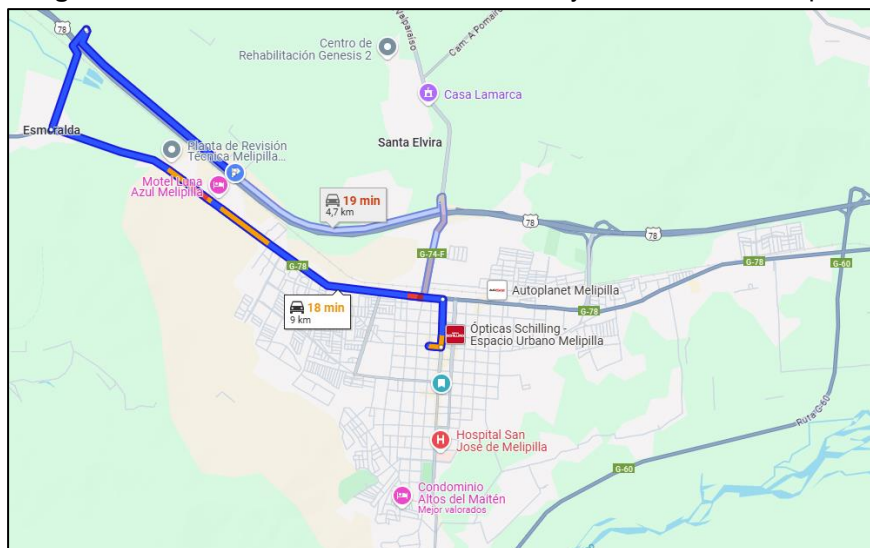 78
Valparaíso
Cam. A Pomaire
Centro de
Rehabilitación Genesis 2
Casa Lamarca
Esmeralda
Santa Elvira
Planta de Revisión
Técnica Melipilla...
Motel Luna
Azul Melipilla
19 min
4,7 km
78
78
G-74-F
G-78
G-78
G-60
Autoplanet Melipilla
G-78
18 min
9 km
Ópticas Schilling -
Espacio Urbano Melipilla
Ruta G-60
Hospital San
José de Melipilla
H
G-60
Condominio
Altos del Maitén
Mejor valorados